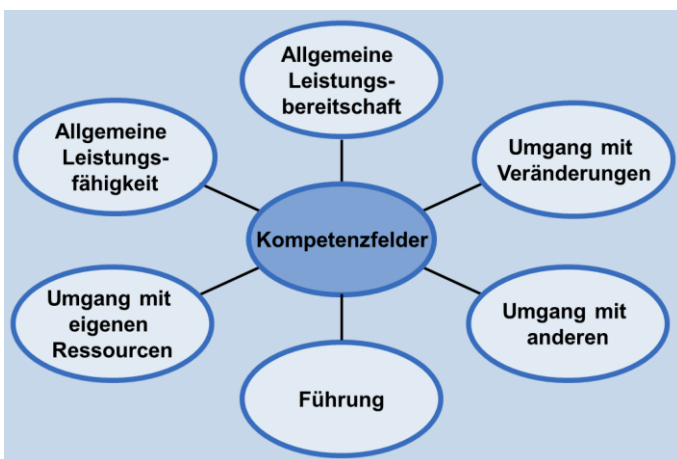 Allgemeine
Leistungs-
bereitschaft
Allgemeine
Leistungs-
fähigkeit
Umgang mit
Veränderungen
Kompetenzfelder
Umgang mit
eigenen
Ressourcen
Umgang mit
anderen
Führung